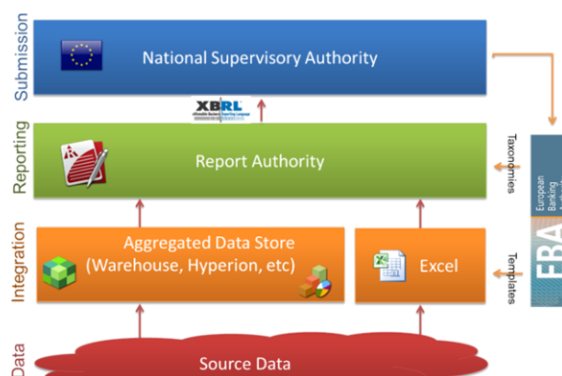 Submission
National Supervisory Authority
XBRL
Reporting
Report Authority
Taxonomies
European
Banking
EBA
Integration
Aggregated Data Store
(Warehouse, Hyperion, etc)
Excel
Templates
Data
Source Data